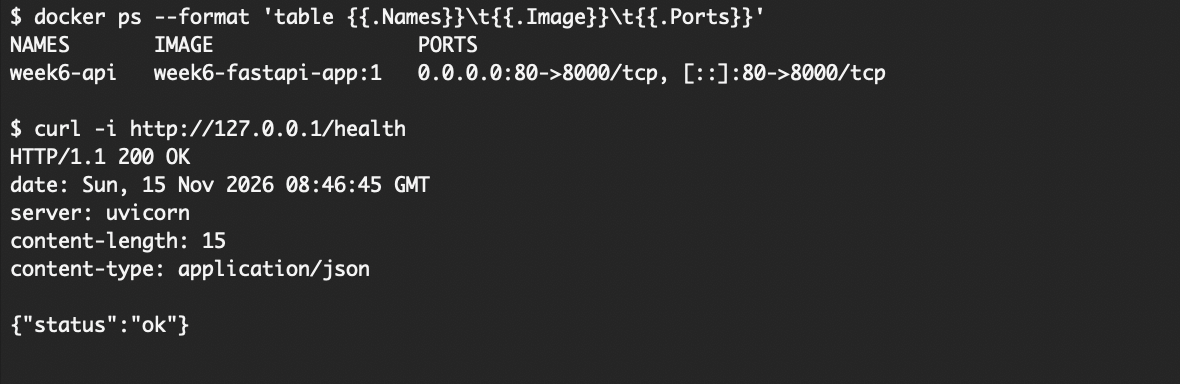 $ docker ps --format 'table {{.Names}}\t{{.Image}}\t{{.Ports}}'
NAMES       IMAGE                 PORTS
week6-api   week6-fastapi-app:1   0.0.0.0:80->8000/tcp, [::]:80->8000/tcp

$ curl -i http://127.0.0.1/health
HTTP/1.1 200 OK
date: Sun, 15 Nov 2026 08:46:45 GMT
server: uvicorn
content-length: 15
content-type: application/json

{"status":"ok"}